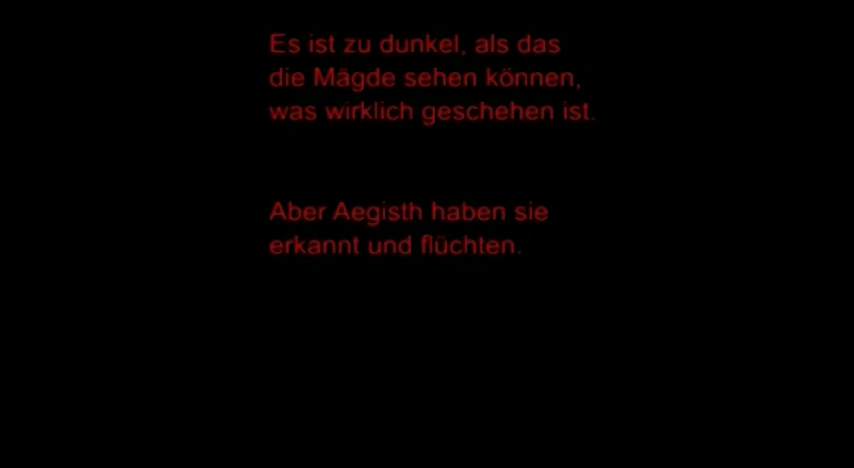 Es ist zu dunkel, als das
die Mägde sehen können,
was wirklich geschehen ist.
Aber Aegisth haben sie
erkannt und flüchten.